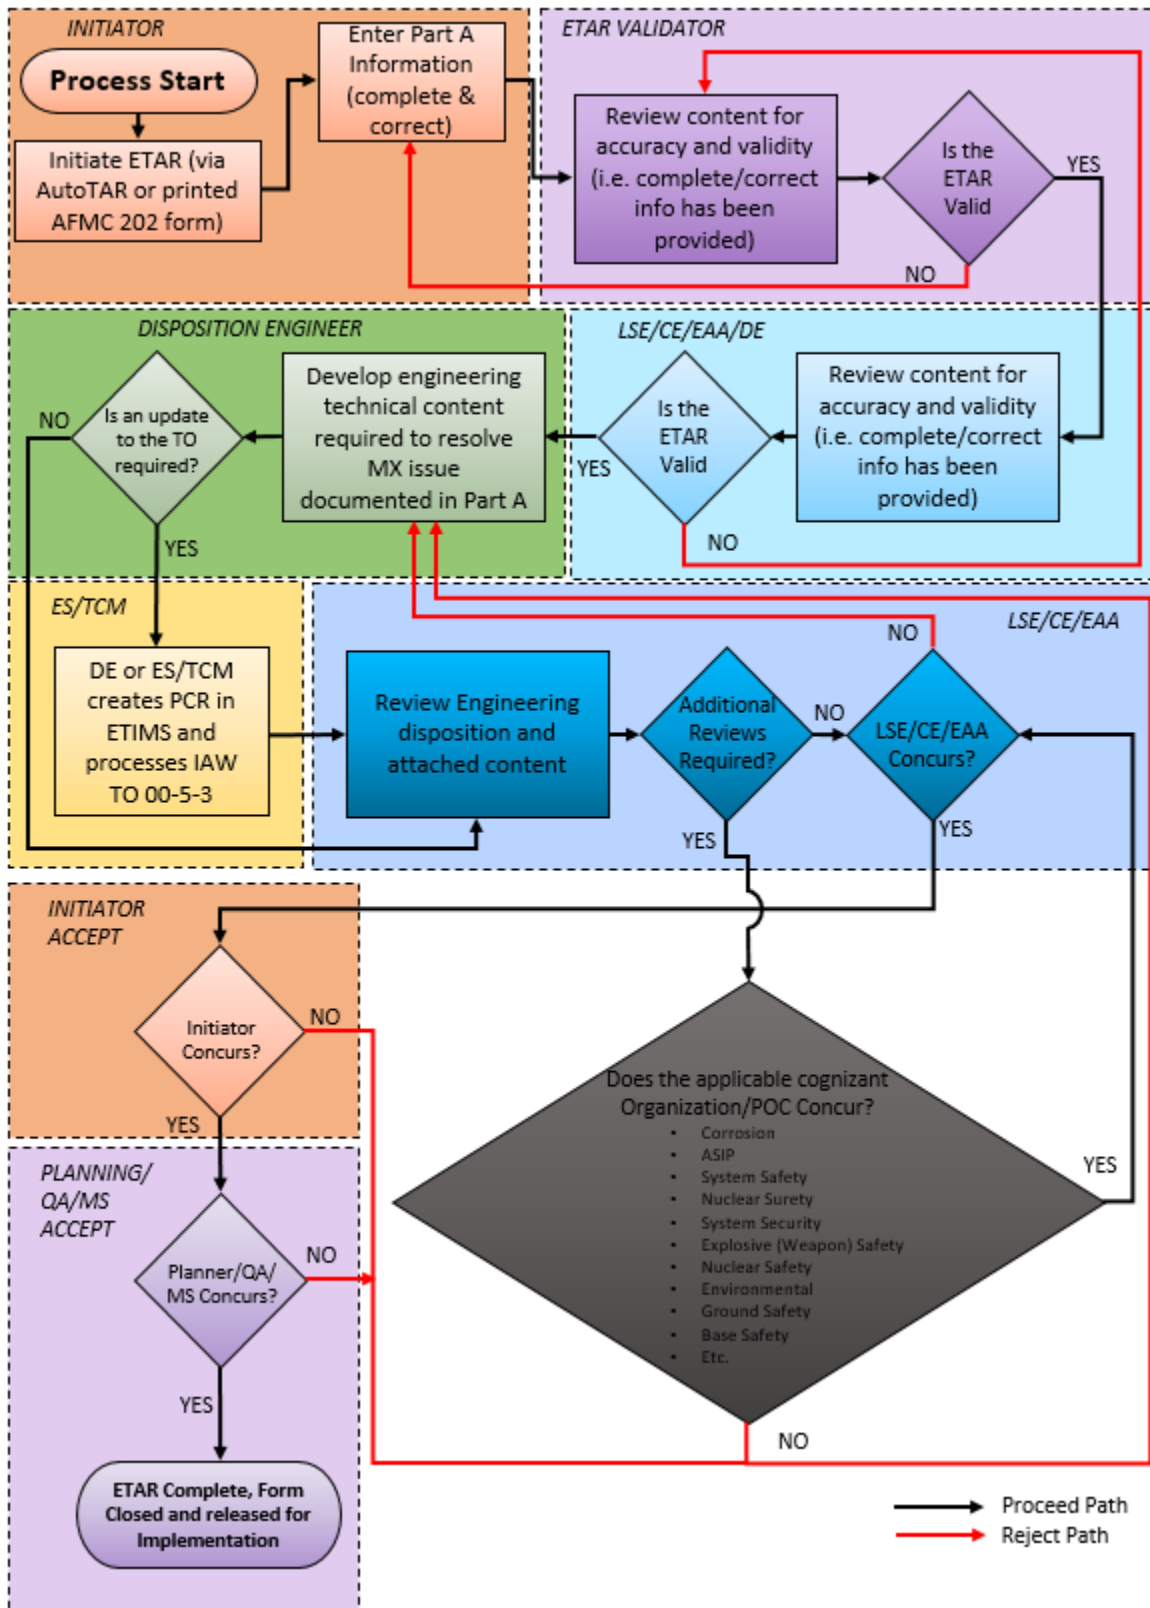 INITIATOR
Process Start
Initiate ETAR (via
AutoTAR or printed
AFMC 202 form)
Enter Part A
Information
(complete &
correct)
ETAR VALIDATOR
Review content for
accuracy and validity
(i.e. complete/correct
info has been
provided)
Is the
ETAR
Valid
YES
NO
DISPOSITION ENGINEER
NO
Is an update
to the TO
required?
YES
Develop engineering
technical content
required to resolve
MX issue
documented in Part A
LSE/CE/EAA/DE
YES
Is the
ETAR
Valid
NO
Review content for
accuracy and validity
(i.e. complete/correct
info has been
provided)
ES/TCM
DE or ES/TCM
creates PCR in
ETIMS and
processes IAW
TO 00-5-3
LSE/CE/EAA
Review Engineering
disposition and
attached content
Additional
Reviews
Required?
NO
YES
NO
LSE/CE/EAA
Concurs?
YES
INITIATOR
ACCEPT
Initiator
Concurs?
NO
YES
Does the applicable cognizant
Organization/POC Concur?
• Corrosion
• ASIP
• System Safety
• Nuclear Surety
• System Security
• Explosive (Weapon) Safety
• Nuclear Safety
• Environmental
• Ground Safety
• Base Safety
• Etc.
YES
NO
PLANNING/
QA/MS
ACCEPT
Planner/QA/
MS Concurs?
NO
YES
ETAR Complete, Form
Closed and released for
Implementation
Proceed Path
Reject Path